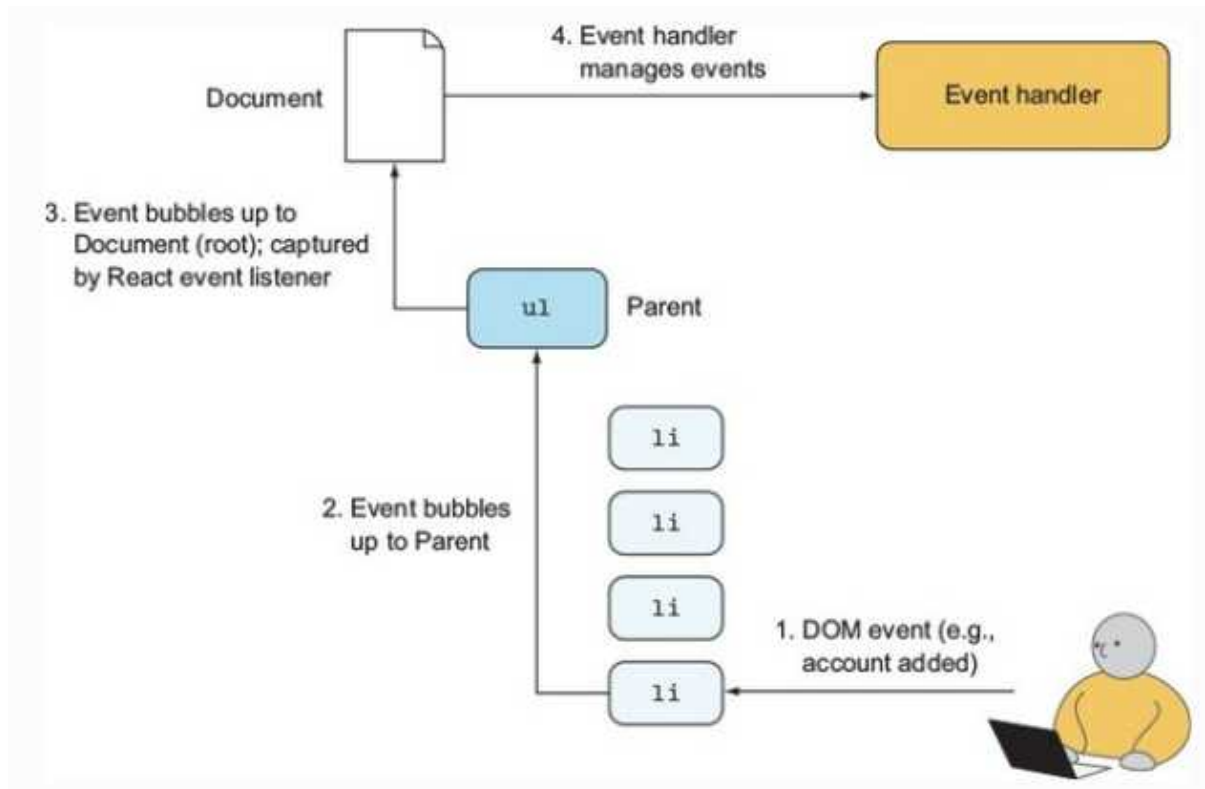 4. Event handler
manages events
Document
Event handler
3. Event bubbles up to
Document (root); captured
by React event listener
ul
Parent
li
2. Event bubbles
up to Parent
li
li
1. DOM event (e.g.,
account added)
li